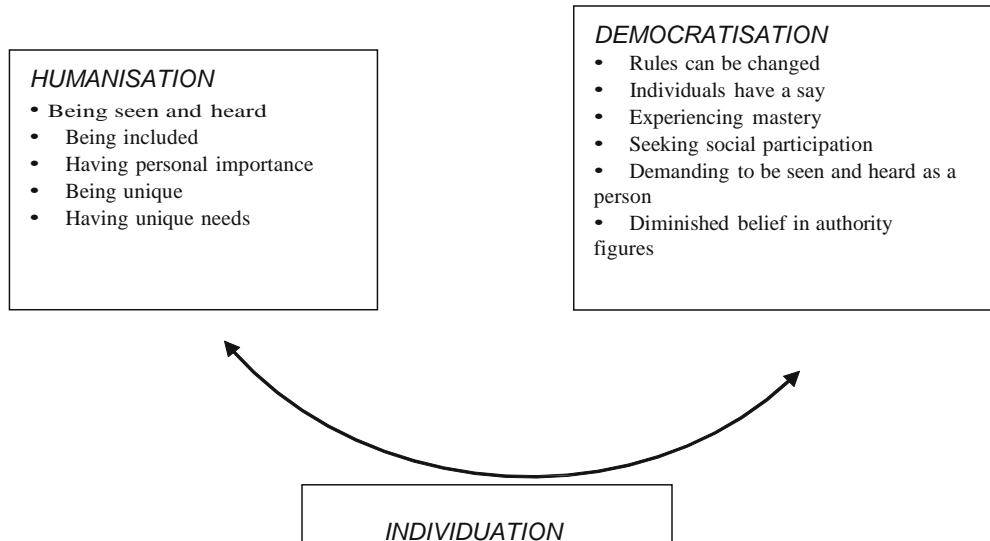 HUMANISATION
• Being seen and heard
• Being included
• Having personal importance
• Being unique
• Having unique needs
DEMOCRATISATION
• Rules can be changed
• Individuals have a say
• Experiencing mastery
• Seeking social participation
• Demanding to be seen and heard as a
person
• Diminished belief in authority
figures
INDIVIDUATION